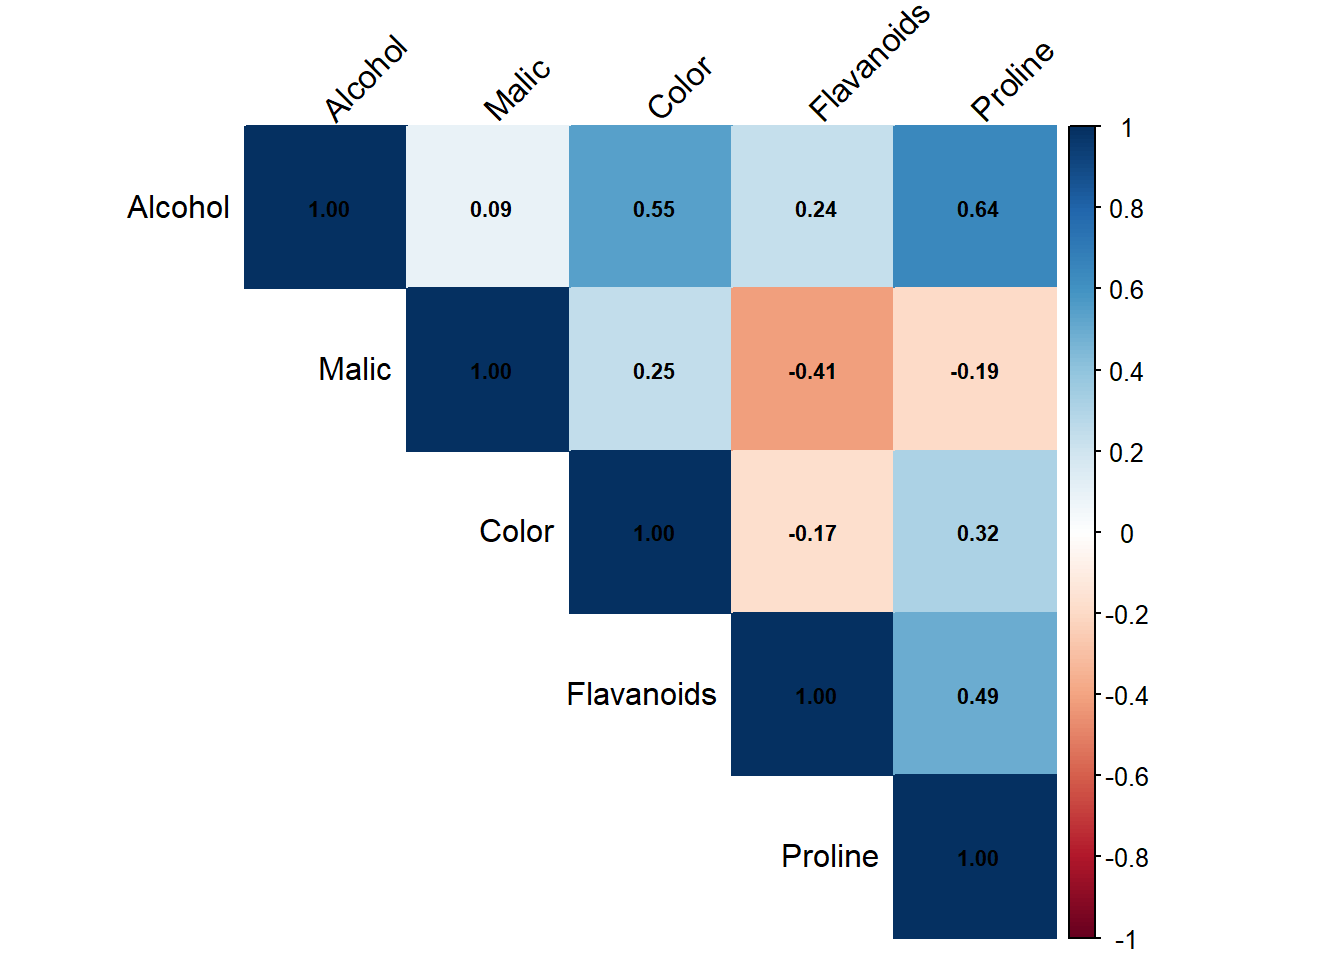 Alcohol Malic Color Flavanoids Proline
Alcohol 1.00 0.09 0.55 0.24 0.64
Malic 1.00 0.25 -0.41 -0.19
Color 1.00 -0.17 0.32
Flavanoids 1.00 0.49
Proline 1.00
1
0.8
0.6
0.4
0.2
0
-0.2
-0.4
-0.6
-0.8
-1